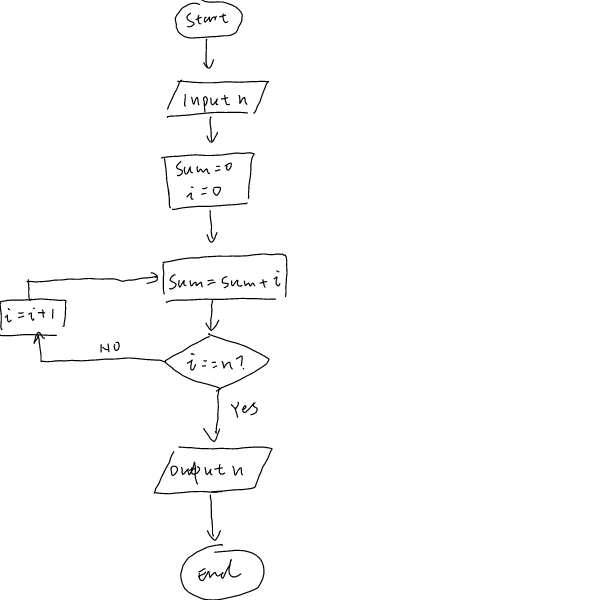 Start
Input n
Sum=0
i=0
Sum=Sum+i
i=i+1
NO
i==n?
Yes
Output n
End